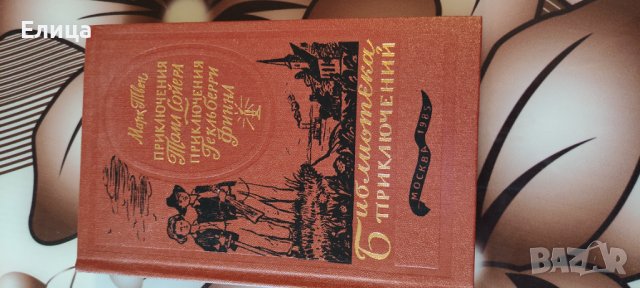 Елица
Марк Твен
ПРИКЛЮЧЕНИЯ
Тома Сойера
ПРИКЛЮЧЕНИЯ
Гекльберри
Финна
Библиотека
ПРИКЛЮЧЕНИЙ
МОСКВА 1985
BAZAR